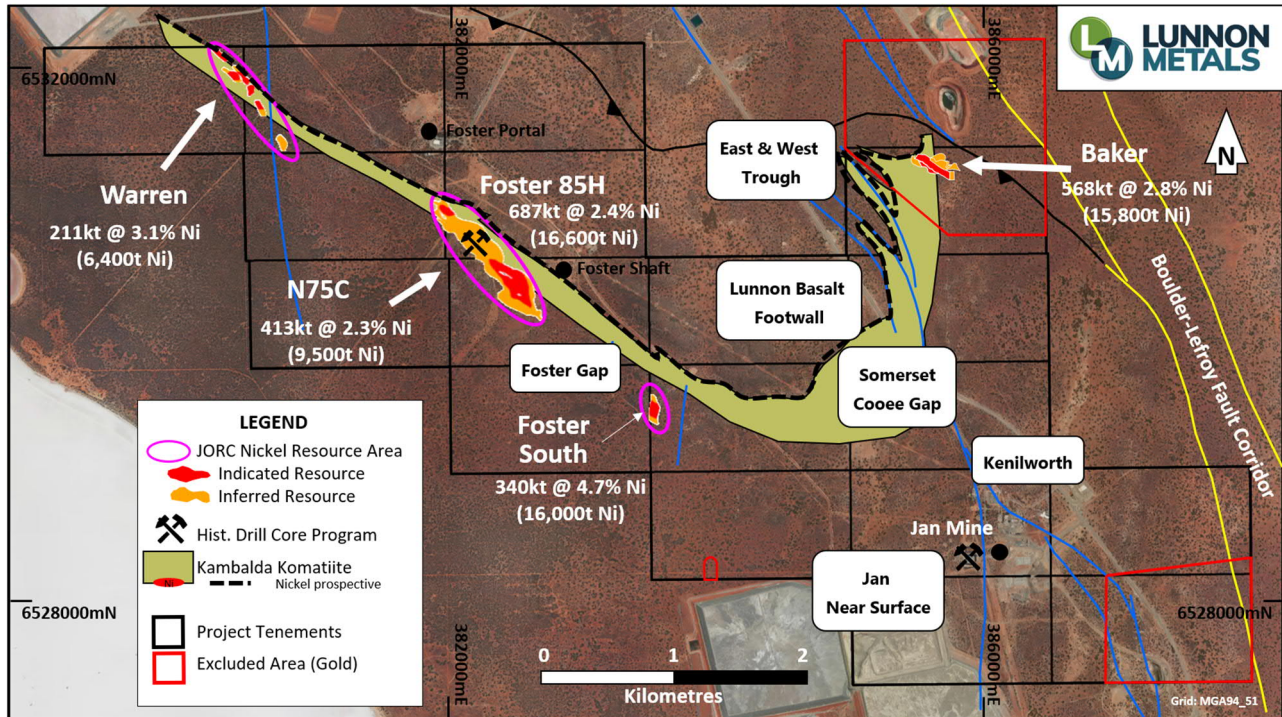 LM
LUNNON
METALS
6532000mN
382000mE
386000mE
N
Foster Portal
East & West
Trough
Baker
568kt @ 2.8% Ni
(15,800t Ni)
Warren
211kt @ 3.1% Ni
(6,400t Ni)
Foster 85H
687kt @ 2.4% Ni
(16,600t Ni)
Foster Shaft
N75C
413kt @ 2.3% Ni
(9,500t Ni)
Lunnon Basalt
Footwall
Boulder-Lefroy Fault Corridor
Foster Gap
Somerset
Cooee Gap
Foster
South
340kt @ 4.7% Ni
(16,000t Ni)
Kenilworth
Jan Mine
Jan
Near Surface
LEGEND
JORC Nickel Resource Area
Indicated Resource
Inferred Resource
Hist. Drill Core Program
Kambalda Komatiite
Ni
Nickel prospective
Project Tenements
Excluded Area (Gold)
6528000mN
382000mE
386000mE
0 1 2
Kilometres
Grid: MGA94_51